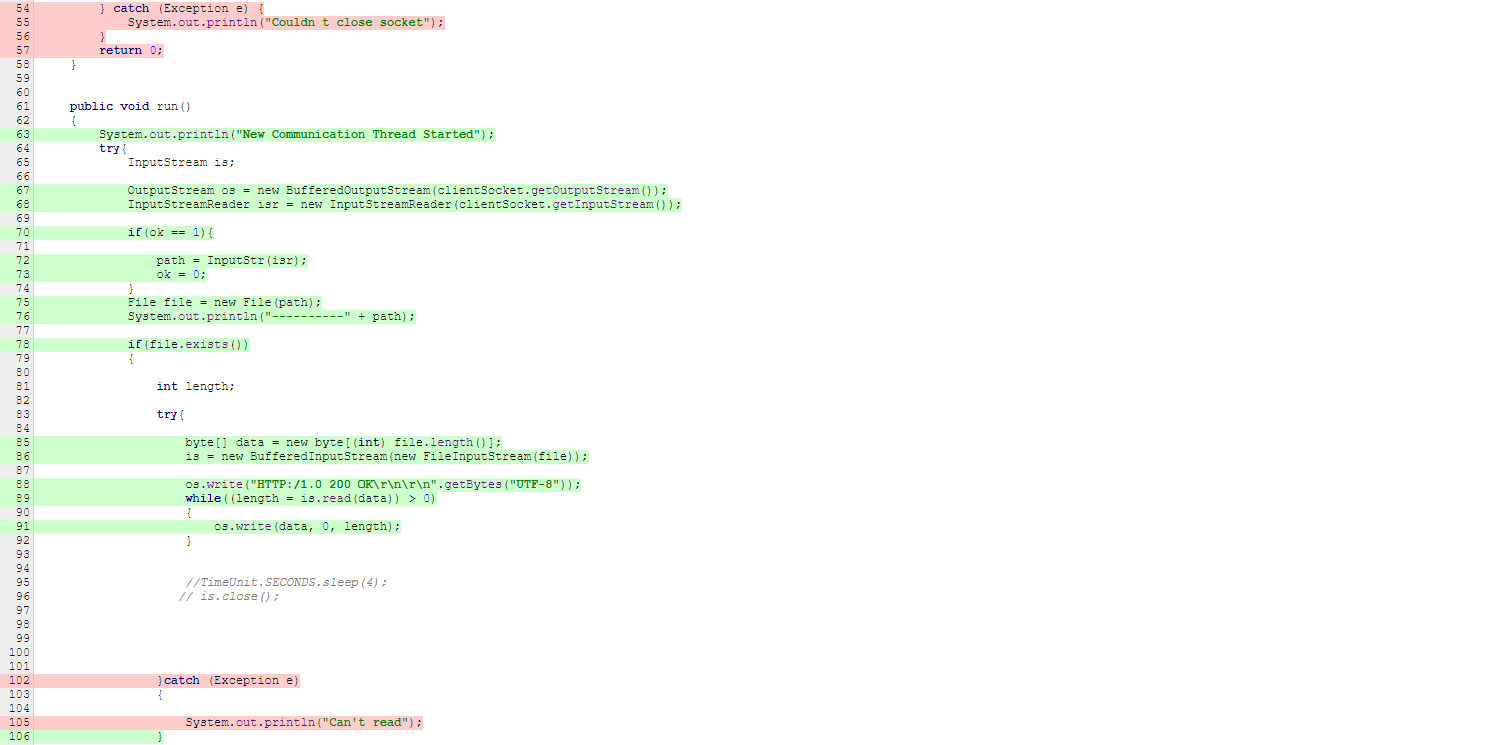 54 } catch (Exception e) {
55 System.out.println("Couldn t close socket");
56 }
57 return 0;
58 }
59
60
61 public void run()
62 {
63 System.out.println("New Communication Thread Started");
64 try{
65 InputStream is;
66
67 OutputStream os = new BufferedOutputStream(clientSocket.getOutputStream());
68 InputStreamReader isr = new InputStreamReader(clientSocket.getInputStream());
69
70 if(ok == 1){
71
72 path = InputStr(isr);
73 ok = 0;
74 }
75 File file = new File(path);
76 System.out.println("----------" + path);
77
78 if(file.exists())
79 {
80
81 int length;
82
83 try{
84
85 byte[] data = new byte[(int) file.length()];
86 is = new BufferedInputStream(new FileInputStream(file));
87
88 os.write("HTTP:/1.0 200 OK\r\n\r\n".getBytes("UTF-8"));
89 while((length = is.read(data)) > 0)
90 {
91 os.write(data, 0, length);
92 }
93
94
95 //TimeUnit.SECONDS.sleep(4);
96 // is.close();
97
98
99
100
101
102 }catch (Exception e)
103 {
104
105 System.out.println("Can't read");
106 }